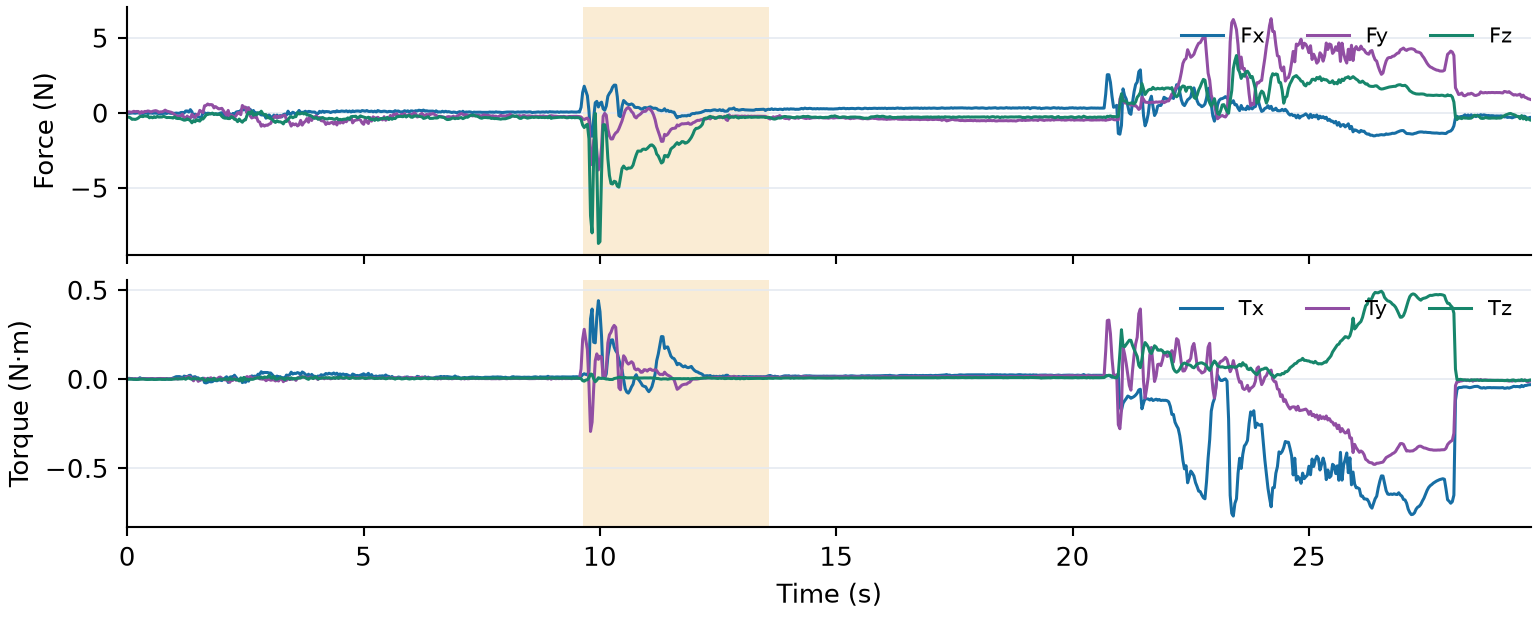 5
0
−5
Force (N)
Fx Fy Fz
0.5
0.0
−0.5
Torque (N·m)
Tx Ty Tz
0 5 10 15 20 25
Time (s)